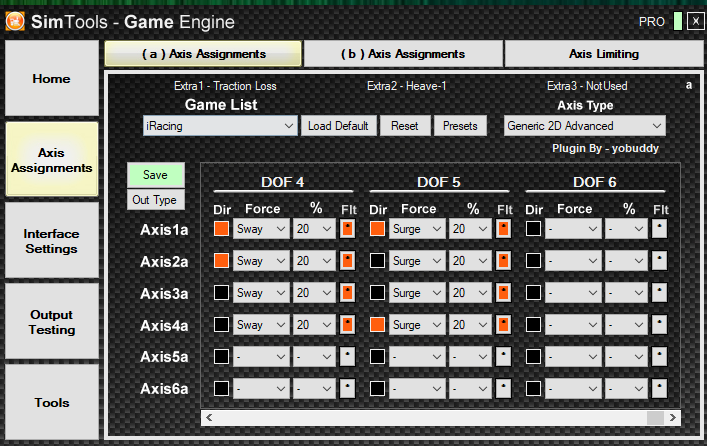 SimTools - Game Engine
PRO
X
Home
Axis Assignments
Interface Settings
Output Testing
Tools
( a ) Axis Assignments
( b ) Axis Assignments
Axis Limiting
Extra1 - Traction Loss
Extra2 - Heave-1
Extra3 - NotUsed
a
Game List
Axis Type
iRacing
Load Default
Reset
Presets
Generic 2D Advanced
Plugin By - yobuddy
Save
Out Type
DOF 4
DOF 5
DOF 6
Dir Force % Flt Dir Force % Flt Dir Force % Flt
Axis1a Sway 20 * Surge 20 * - - *
Axis2a Sway 20 * Surge 20 * - - *
Axis3a Sway 20 * Surge 20 * - - *
Axis4a Sway 20 * Surge 20 * - - *
Axis5a - - * - - * - - *
Axis6a - - * - - * - - *